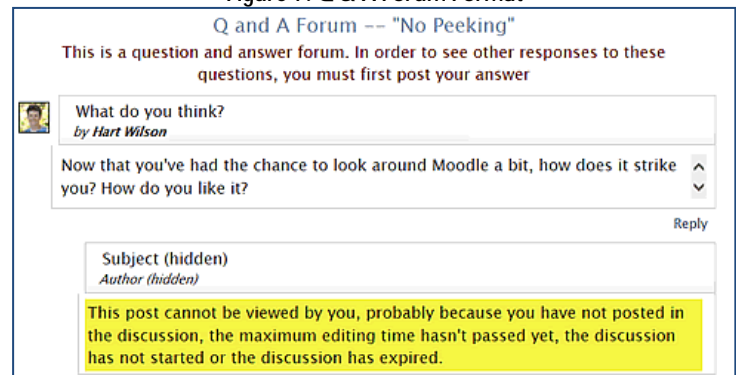 Q and A Forum -- "No Peeking"
This is a question and answer forum. In order to see other responses to these
questions, you must first post your answer
What do you think?
by Hart Wilson
Now that you've had the chance to look around Moodle a bit, how does it strike
you? How do you like it?
Reply
Subject (hidden)
Author (hidden)
This post cannot be viewed by you, probably because you have not posted in
the discussion, the maximum editing time hasn't passed yet, the discussion
has not started or the discussion has expired.